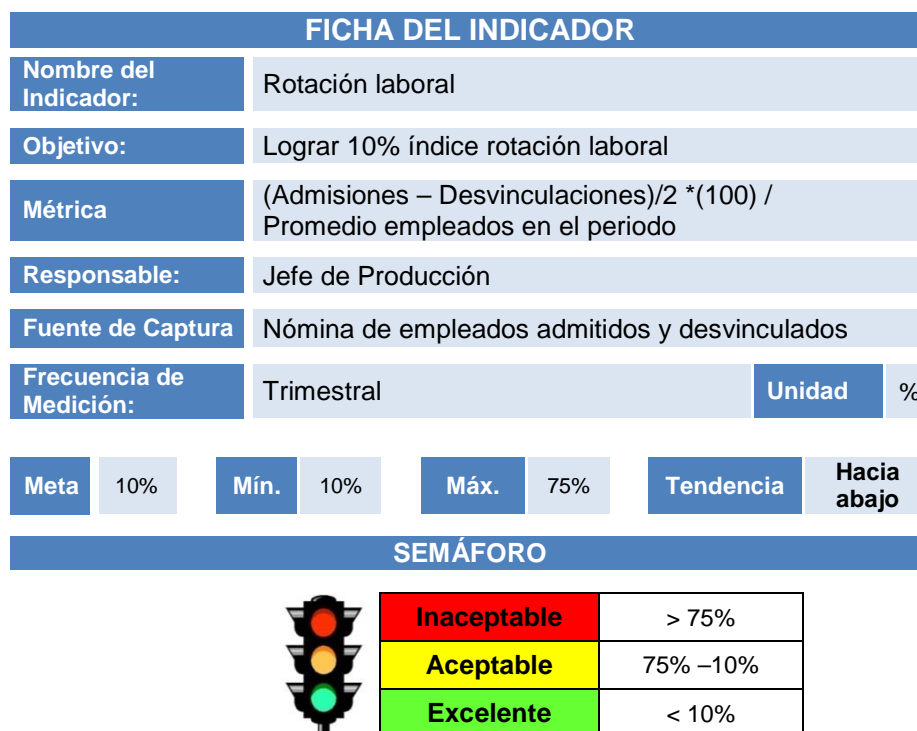 FICHA DEL INDICADOR
Nombre del
Indicador:
Rotación laboral
Objetivo:
Lograr 10% índice rotación laboral
Métrica
(Admisiones – Desvinculaciones)/2 *(100) /
Promedio empleados en el periodo
Responsable:
Jefe de Producción
Fuente de Captura
Nómina de empleados admitidos y desvinculados
Frecuencia de
Medición:
Trimestral
Unidad
%
Meta
10%
Mín.
10%
Máx.
75%
Tendencia
Hacia
abajo
SEMÁFORO
Inaceptable
> 75%
Aceptable
75% –10%
Excelente
< 10%